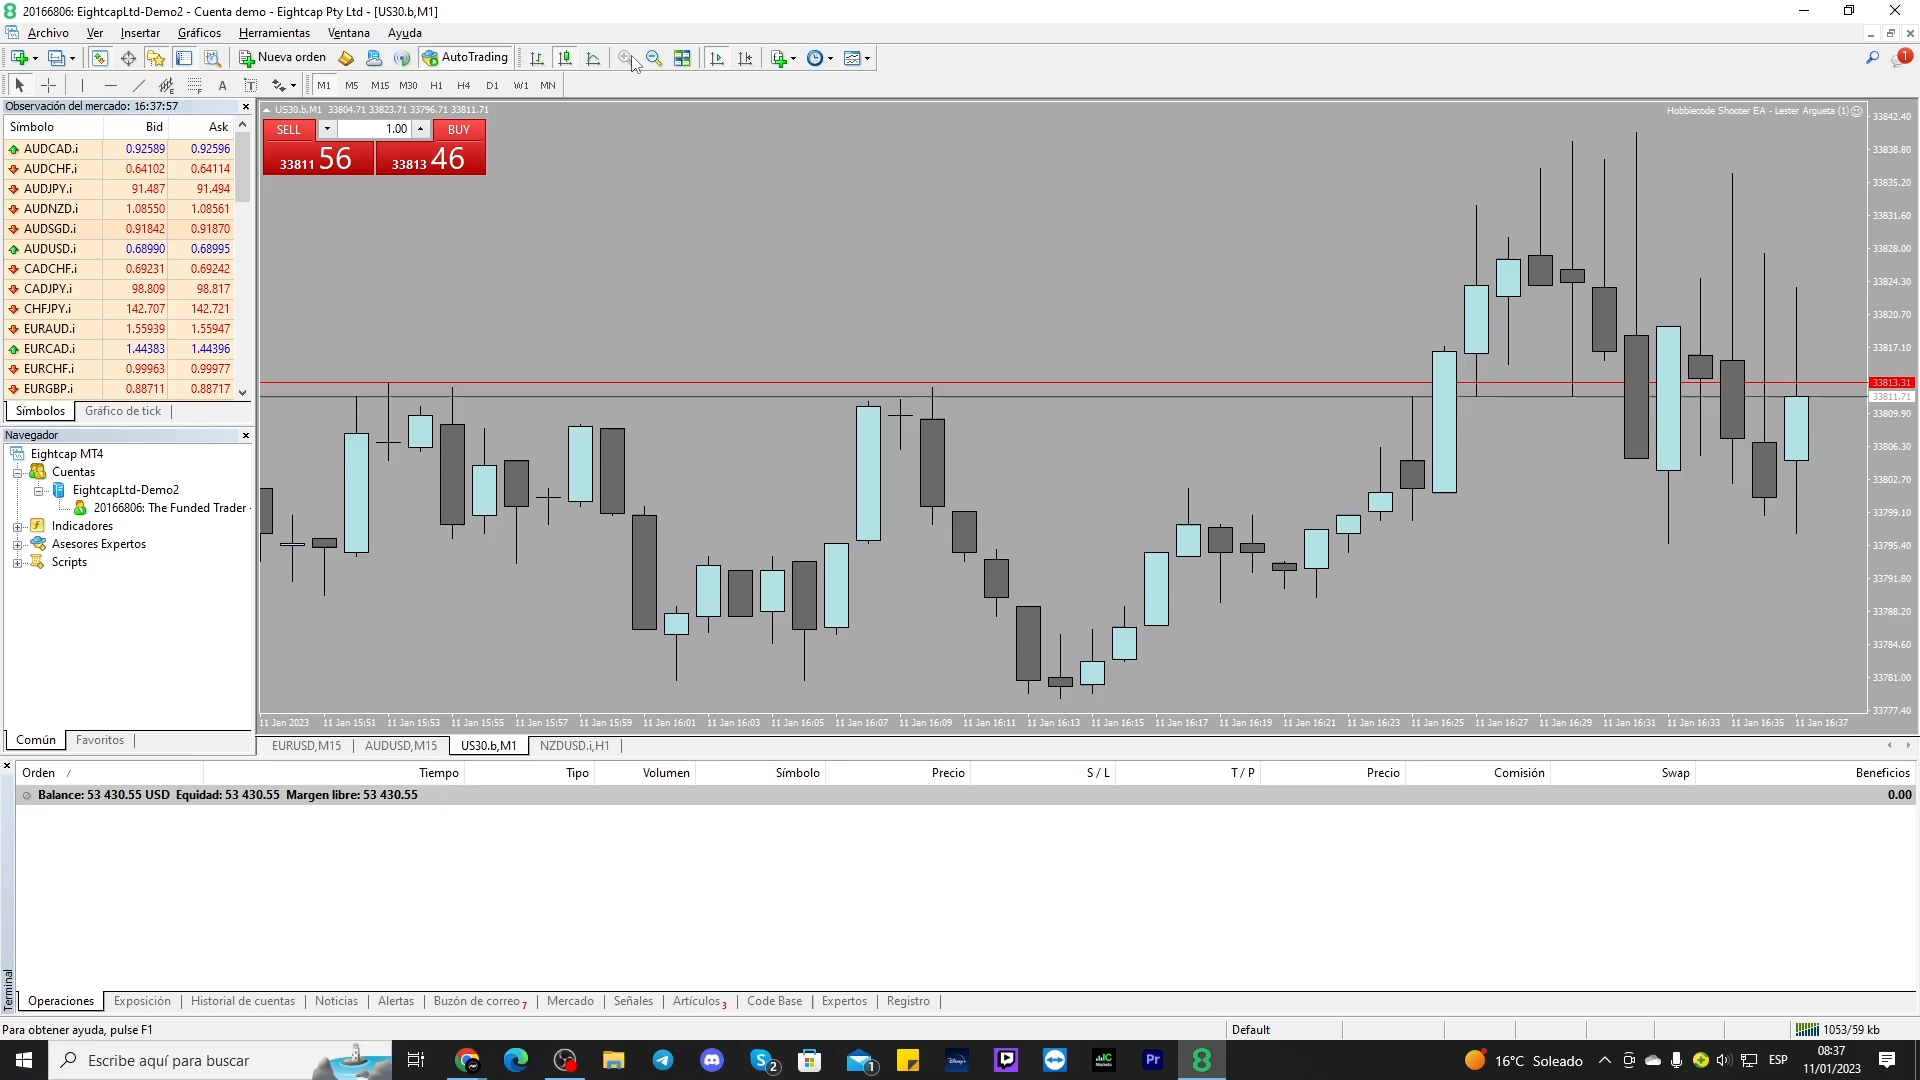 20166806: EightcapLtd-Demo2 - Cuenta demo - Eightcap Pty Ltd - [US30.b,M1]
Archivo Ver Insertar Gráficos Herramientas Ventana Ayuda
Nueva orden AutoTrading 1
A T M1 M5 M15 M30 H1 H4 D1 W1 MN
Observación del mercado: 16:37:57
Símbolo Bid Ask
AUDCAD.i 0.92589 0.92596
AUDCHF.i 0.64102 0.64114
AUDJPY.i 91.487 91.494
AUDNZD.i 1.08550 1.08561
AUDSGD.i 0.91842 0.91870
AUDUSD.i 0.68990 0.68995
CADCHF.i 0.69231 0.69242
CADJPY.i 98.809 98.817
CHFJPY.i 142.707 142.721
EURAUD.i 1.55939 1.55947
EURCAD.i 1.44383 1.44396
EURCHF.i 0.99963 0.99977
EURGBP.i 0.88711 0.88717
Símbolos Gráfico de tick
Navegador
Eightcap MT4
Cuentas
EightcapLtd-Demo2
20166806: The Funded Trader
Indicadores
Asesores Expertos
Scripts
Común Favoritos
US30.b,M1 33804.71 33823.71 33796.71 33811.71
Hobbiecode Shooter EA - Lester Argueta (1)
SELL 1.00 BUY
33811 56 33813 46
33842.40
33838.80
33835.20
33831.60
33828.00
33824.30
33820.70
33817.10
33813.31
33811.71
33809.90
33806.30
33802.70
33799.10
33795.40
33791.80
33788.20
33784.60
33781.00
33777.40
11 Jan 2023 11 Jan 15:51 11 Jan 15:53 11 Jan 15:55 11 Jan 15:57 11 Jan 15:59 11 Jan 16:01 11 Jan 16:03 11 Jan 16:05 11 Jan 16:07 11 Jan 16:09 11 Jan 16:11 11 Jan 16:13 11 Jan 16:15 11 Jan 16:17 11 Jan 16:19 11 Jan 16:21 11 Jan 16:23 11 Jan 16:25 11 Jan 16:27 11 Jan 16:29 11 Jan 16:31 11 Jan 16:33 11 Jan 16:35 11 Jan 16:37
EURUSD,M15 AUDUSD,M15 US30.b,M1 NZDUSD.i,H1
Orden / Tiempo Tipo Volumen Símbolo Precio S / L T / P Precio Comisión Swap Beneficios
Balance: 53 430.55 USD Equidad: 53 430.55 Margen libre: 53 430.55 0.00
Terminal
Operaciones Exposición Historial de cuentas Noticias Alertas Buzón de correo 7 Mercado Señales Artículos 3 Code Base Expertos Registro
Para obtener ayuda, pulse F1 Default 1053/59 kb
Escribe aquí para buscar 2 1 Pr 8 16°C Soleado ESP 08:37
11/01/2023